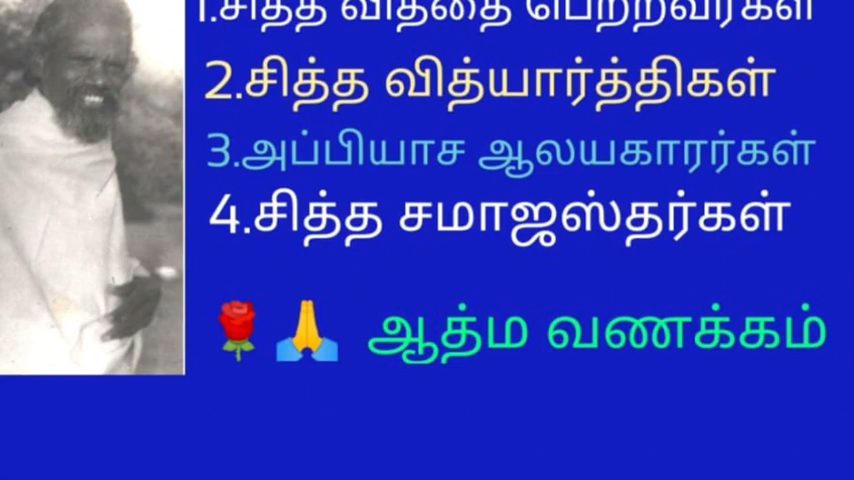 1.சித்த வித்தை பெற்றவர்கள்
2.சித்த வித்யார்த்திகள்
3.அப்பியாச ஆலயகாரர்கள்
4.சித்த சமாஜஸ்தர்கள்
🌹🙏 ஆத்ம வணக்கம்